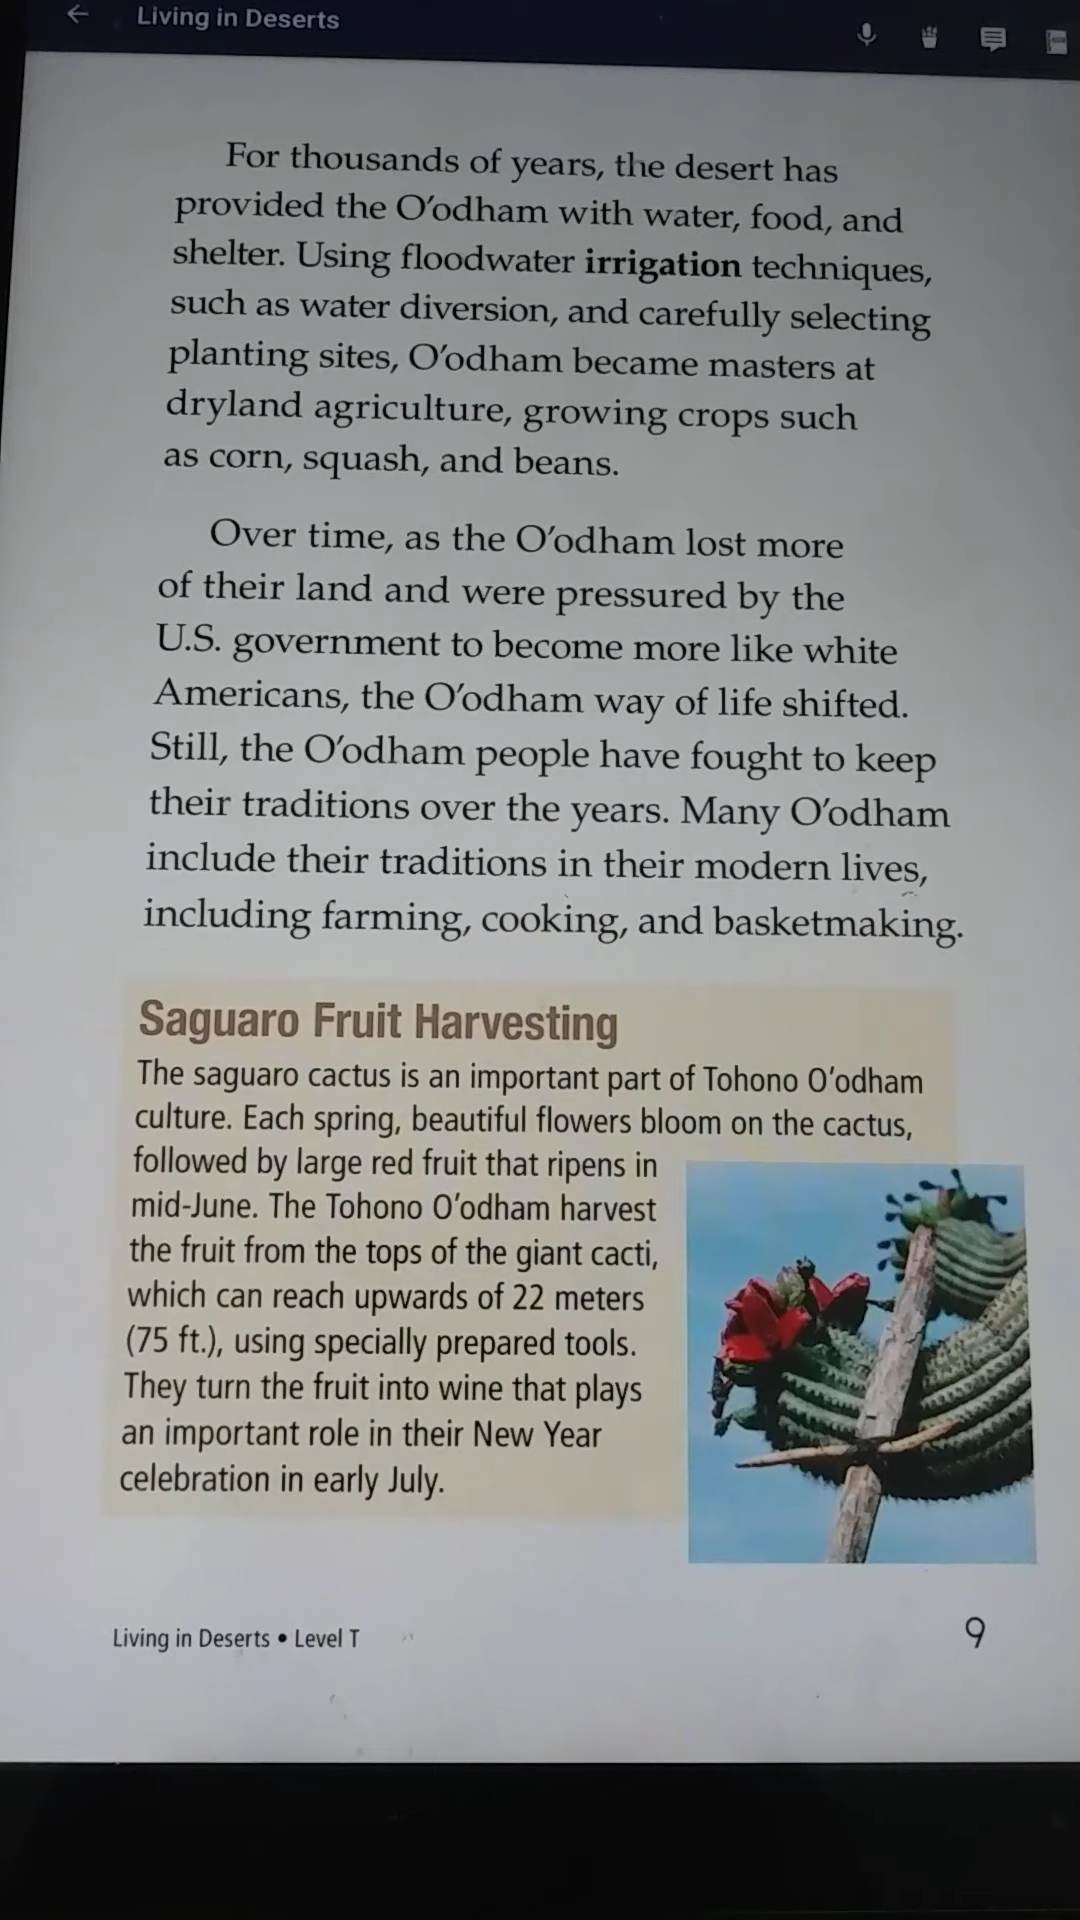 Living in Deserts
For thousands of years, the desert has
provided the O’odham with water, food, and
shelter. Using floodwater irrigation techniques,
such as water diversion, and carefully selecting
planting sites, O’odham became masters at
dryland agriculture, growing crops such
as corn, squash, and beans.
Over time, as the O’odham lost more
of their land and were pressured by the
U.S. government to become more like white
Americans, the O’odham way of life shifted.
Still, the O’odham people have fought to keep
their traditions over the years. Many O’odham
include their traditions in their modern lives,
including farming, cooking, and basketmaking.
Saguaro Fruit Harvesting
The saguaro cactus is an important part of Tohono O’odham
culture. Each spring, beautiful flowers bloom on the cactus,
followed by large red fruit that ripens in
mid-June. The Tohono O’odham harvest
the fruit from the tops of the giant cacti,
which can reach upwards of 22 meters
(75 ft.), using specially prepared tools.
They turn the fruit into wine that plays
an important role in their New Year
celebration in early July.
Living in Deserts • Level T
9